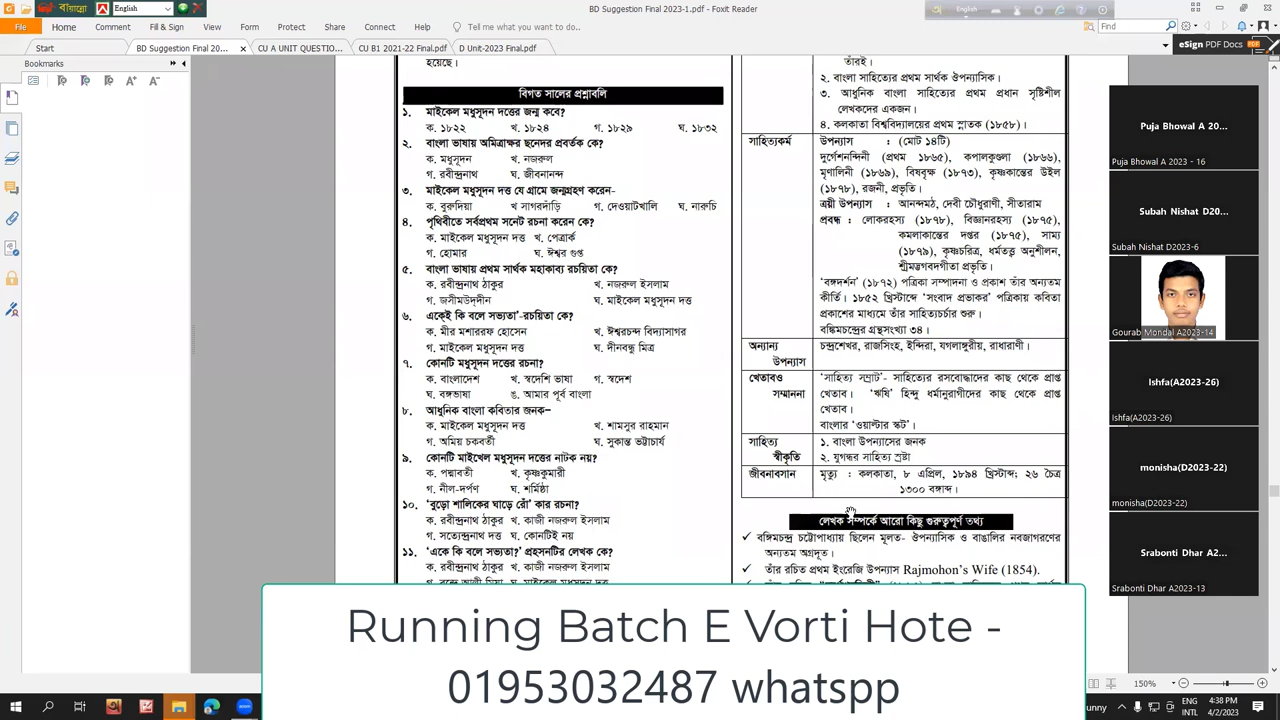 বাঁয়ান্নো
English
BD Suggestion Final 2023-1.pdf - Foxit Reader
English
File
Home
Comment
Fill & Sign
View
Form
Protect
Share
Connect
Help
Tell me what you want to do...
Find
Start
BD Suggestion Final 20...
CU A UNIT QUESTIO...
CU B1 2021-22 Final.pdf
D Unit-2023 Final.pdf
eSign PDF Docs
Bookmarks
হয়েছে।
বিগত সালের প্রশ্নাবলি
১. মাইকেল মধুসূদন দত্তের জন্ম কবে?
ক. ১৮২২ খ. ১৮২৪ গ. ১৮২৯ ঘ. ১৮৩২
২. বাংলা ভাষায় অমিত্রাক্ষর ছন্দের প্রবর্তক কে?
ক. মধুসূদন খ. নজরুল
গ. রবীন্দ্রনাথ ঘ. জীবনানন্দ
৩. মাইকেল মধুসূদন দত্ত যে গ্রামে জন্মগ্রহণ করেন-
ক. বুরুদিয়া খ সাগরদাঁড়ি গ. দেওয়াটখালি ঘ. নারুচি
৪. পৃথিবীতে সর্বপ্রথম সনেট রচনা করেন কে?
ক. মাইকেল মধুসূদন দত্ত খ. পেত্রার্ক
গ. হোমার ঘ. ঈশ্বর গুপ্ত
৫. বাংলা ভাষায় প্রথম সার্থক মহাকাব্য রচয়িতা কে?
ক. রবীন্দ্রনাথ ঠাকুর খ. নজরুল ইসলাম
গ. জসীমউদ্‌দীন ঘ. মাইকেল মধুসূদন দত্ত
৬. একেই কি বলে সভ্যতা'-রচয়িতা কে?
ক. মীর মশাররফ হোসেন খ. ঈশ্বরচন্দ বিদ্যাসাগর
গ. মাইকেল মধুসূদন দত্ত ঘ. দীনবন্ধু মিত্র
৭. কোনটি মধুসূদন দত্তের রচনা?
ক. বাংলাদেশ খ. স্বদেশি ভাষা গ. স্বদেশ
ঘ. বঙ্গভাষা ঙ. আমার পূর্ব বাংলা
৮. আধুনিক বাংলা কবিতার জনক–
ক. মাইকেল মধুসূদন দত্ত খ. শামসুর রাহমান
গ. অমিয় চকবর্তী ঘ. সুকান্ত ভট্টাচার্য
৯. কোনটি মাইখেল মধুসূদন দত্তের নাটক নয়?
ক. পদ্মাবতী খ. কৃষ্ণকুমারী
গ. নীল-দর্পণ ঘ. শর্মিষ্ঠা
১০. 'বুড়ো শালিকের ঘাড়ে রোঁ' কার রচনা?
ক. রবীন্দ্রনাথ ঠাকুর খ. কাজী নজরুল ইসলাম
গ. সত্যেন্দ্রনাথ দত্ত ঘ. কোনটিই নয়
১১. 'একে কি বলে সভ্যতা?' প্রহসনটির লেখক কে?
ক. রবীন্দ্রনাথ ঠাকুর খ. কাজী নজরুল ইসলাম
তাঁরই।
২. বাংলা সাহিত্যের প্রথম সার্থক ঔপন্যাসিক।
৩. আধুনিক বাংলা সাহিত্যের প্রথম প্রধান সৃষ্টিশীল
লেখকদের একজন।
৪. কলকাতা বিশ্ববিদ্যালয়ের প্রথম স্নাতক (১৮৫৮)।
সাহিত্যকর্ম
উপন্যাস : (মোট ১৪টি)
দুর্গেশনন্দিনী (প্রথম ১৮৬৫), কপালকুণ্ডলা (১৮৬৬),
মৃণালিনী (১৮৬৯), বিষবৃক্ষ (১৮৭৩), কৃষ্ণকান্তের উইল
(১৮৭৮), রজনী, প্রভৃতি।
ত্রয়ী উপন্যাস : আনন্দমঠ, দেবী চৌধুরাণী, সীতারাম
প্রবন্ধ : লোকরহস্য (১৮৭৮), বিজ্ঞানরহস্য (১৮৭৫),
কমলাকান্তের দপ্তর (১৮৭৫), সাম্য
(১৮৭৯), কৃষ্ণচরিত্র, ধর্মতত্ত্ব অনুশীলন,
শ্রীমদ্ভগবদগীতা প্রভৃতি।
'বঙ্গদর্শন' (১৮৭২) পত্রিকা সম্পাদনা ও প্রকাশ তাঁর অন্যতম
কীর্তি। ১৮৫২ খ্রিস্টাব্দে 'সংবাদ প্রভাকর' পত্রিকায় কবিতা
প্রকাশের মাধ্যমে তাঁর সাহিত্যচর্চার শুরু।
বঙ্কিমচন্দ্রের গ্রন্থসংখ্যা ৩৪।
অন্যান্য
উপন্যাস
চন্দ্রশেখর, রাজসিংহ, ইন্দিরা, যগলাঙ্গুরীয়, রাধারাণী।
খেতাবও
সম্মাননা
'সাহিত্য সম্রাট'- সাহিত্যের রসবোদ্ধাদের কাছ থেকে প্রাপ্ত
খেতাব। 'ঋষি' হিন্দু ধর্মানুরাগীদের কাছ থেকে প্রাপ্ত
খেতাব।
বাংলার 'ওয়াল্টার স্কট'।
সাহিত্য
স্বীকৃতি
১. বাংলা উপন্যাসের জনক
২. যুগন্ধর সাহিত্য স্রষ্টা
জীবনাবসান
মৃত্যু : কলকাতা, ৮ এপ্রিল, ১৮৯৪ খ্রিস্টাব্দ; ২৬ চৈত্র
১৩০০ বঙ্গাব্দ।
লেখক সম্পর্কে আরো কিছু গুরুত্বপূর্ণ তথ্য
বঙ্কিমচন্দ্র চট্টোপাধ্যায় ছিলেন মূলত- ঔপন্যাসিক ও বাঙালির নবজাগরণের
অন্যতম অগ্রদূত।
তাঁর রচিত প্রথম ইংরেজি উপন্যাস Rajmohon's Wife (1854).
Puja Bhowal A 20...
Puja Bhowal A 2023 - 16
Subah Nishat D20...
Subah Nishat D2023-6
Gourab Mondal A2023-14
Ishfa(A2023-26)
Ishfa(A2023-26)
monisha(D2023-22)
monisha(D2023-22)
Srabonti Dhar A2...
Srabonti Dhar A2023-13
Running Batch E Vorti Hote -
01953032487 whatspp
150%
unny
ENG
INTL
4:38 PM
4/2/2023